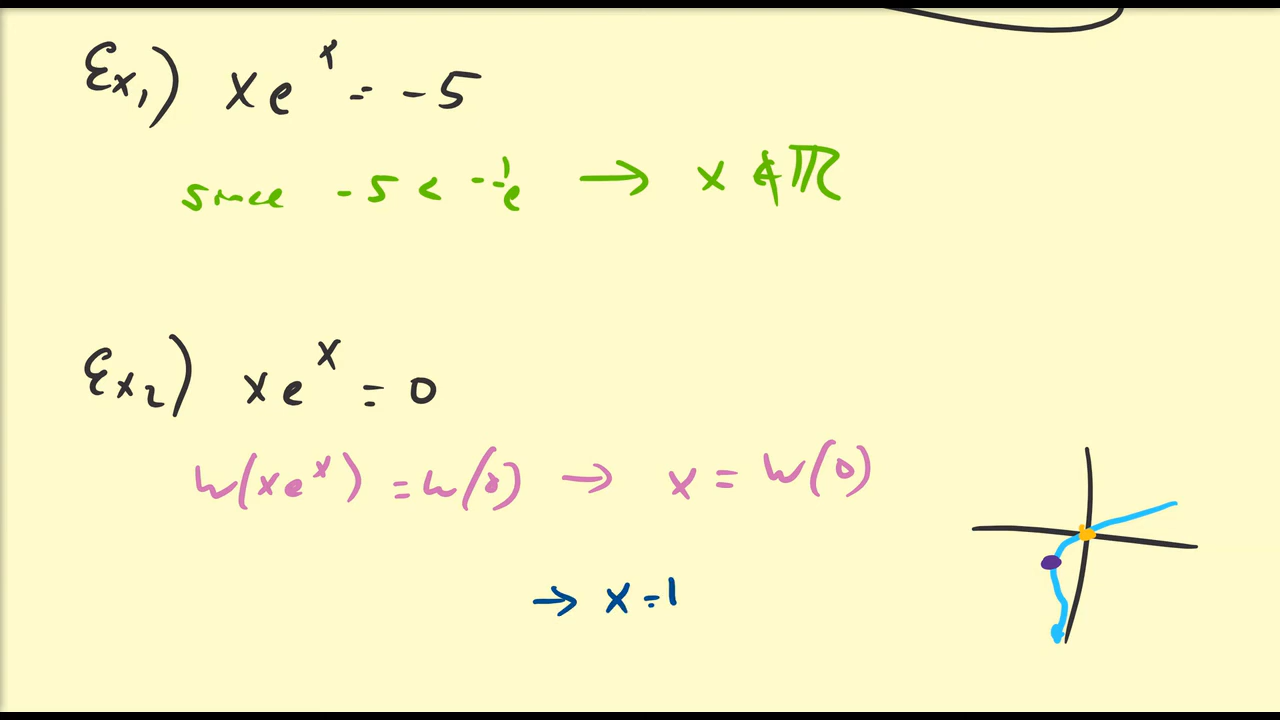 Ex1) xe^x = -5
since -5 < -1/e → x ∉ ℝ
Ex2) xe^x = 0
W(xe^x) = W(0) → x = W(0)
→ x = 1